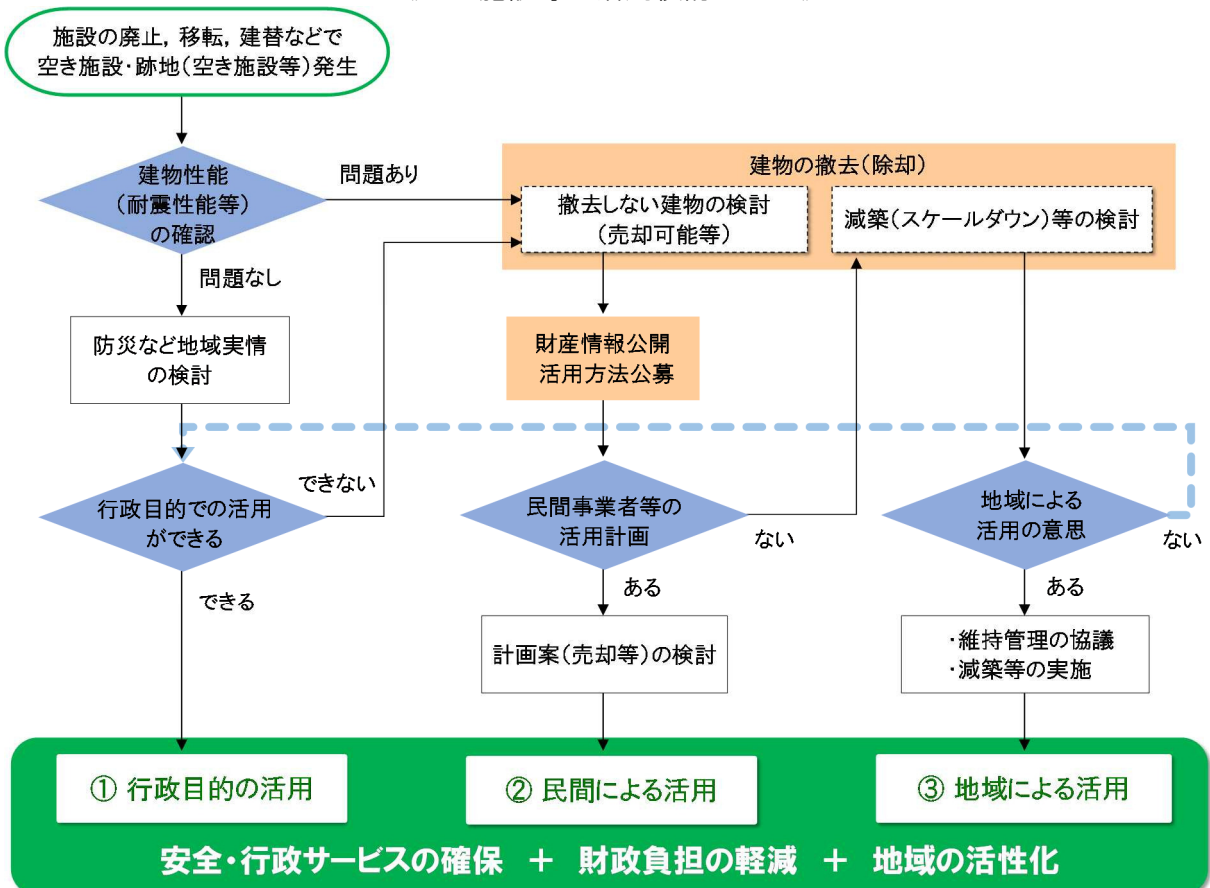 施設の廃止, 移転, 建替などで
空き施設・跡地(空き施設等)発生
建物性能
(耐震性能等)
の確認
問題あり
問題なし
建物の撤去(除却)
撤去しない建物の検討
(売却可能等)
減築(スケールダウン)等の検討
防災など地域実情
の検討
財産情報公開
活用方法公募
行政目的での活用
ができる
できない
できる
民間事業者等の
活用計画
ない
ある
地域による
活用の意思
ない
ある
計画案(売却等)の検討
・維持管理の協議
・減築等の実施
① 行政目的の活用
② 民間による活用
③ 地域による活用
安全・行政サービスの確保 + 財政負担の軽減 + 地域の活性化